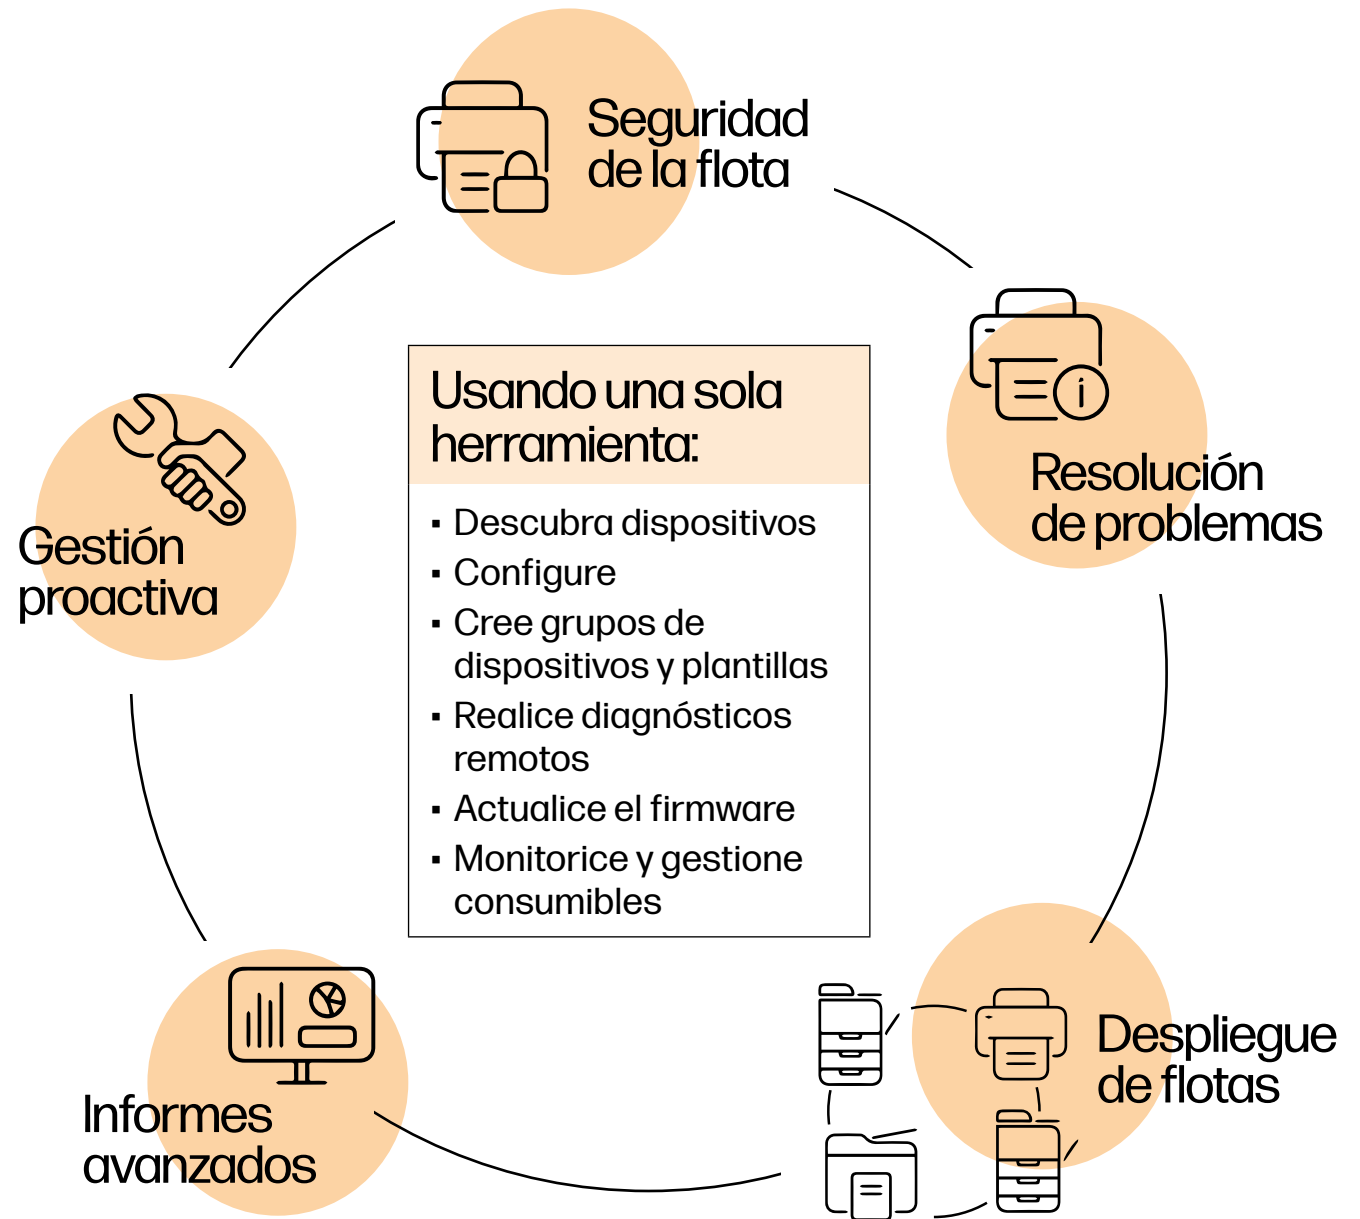 Seguridad
de la flota
Resolución
de problemas
Usando una sola
herramienta:
▪ Descubra dispositivos
▪ Configure
▪ Cree grupos de
dispositivos y plantillas
▪ Realice diagnósticos
remotos
▪ Actualice el firmware
▪ Monitorice y gestione
consumibles
Gestión
proactiva
Informes
avanzados
Despliegue
de flotas